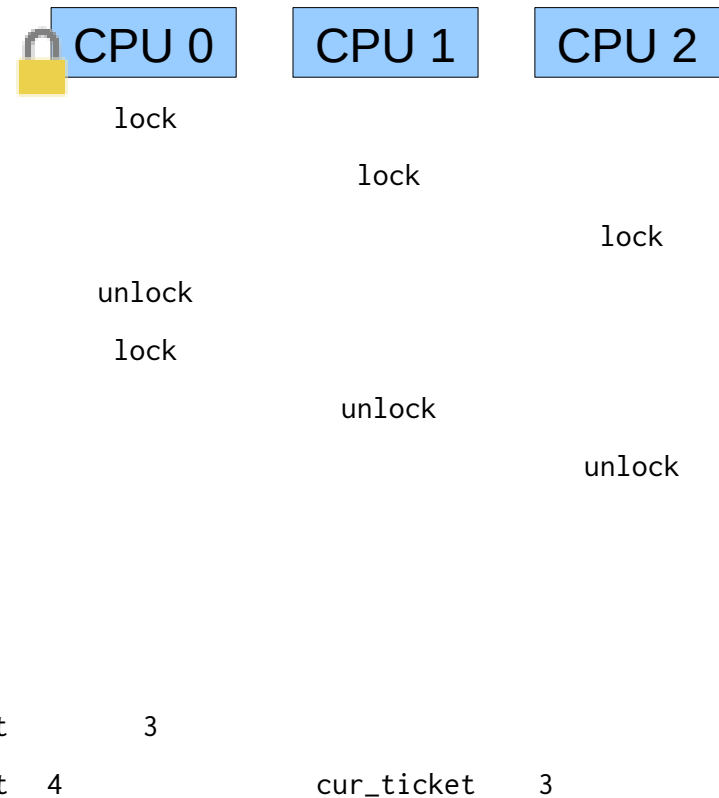 CPU 0 CPU 1 CPU 2
lock
lock
lock
unlock
lock
unlock
unlock
t 3
t 4 cur_ticket 3